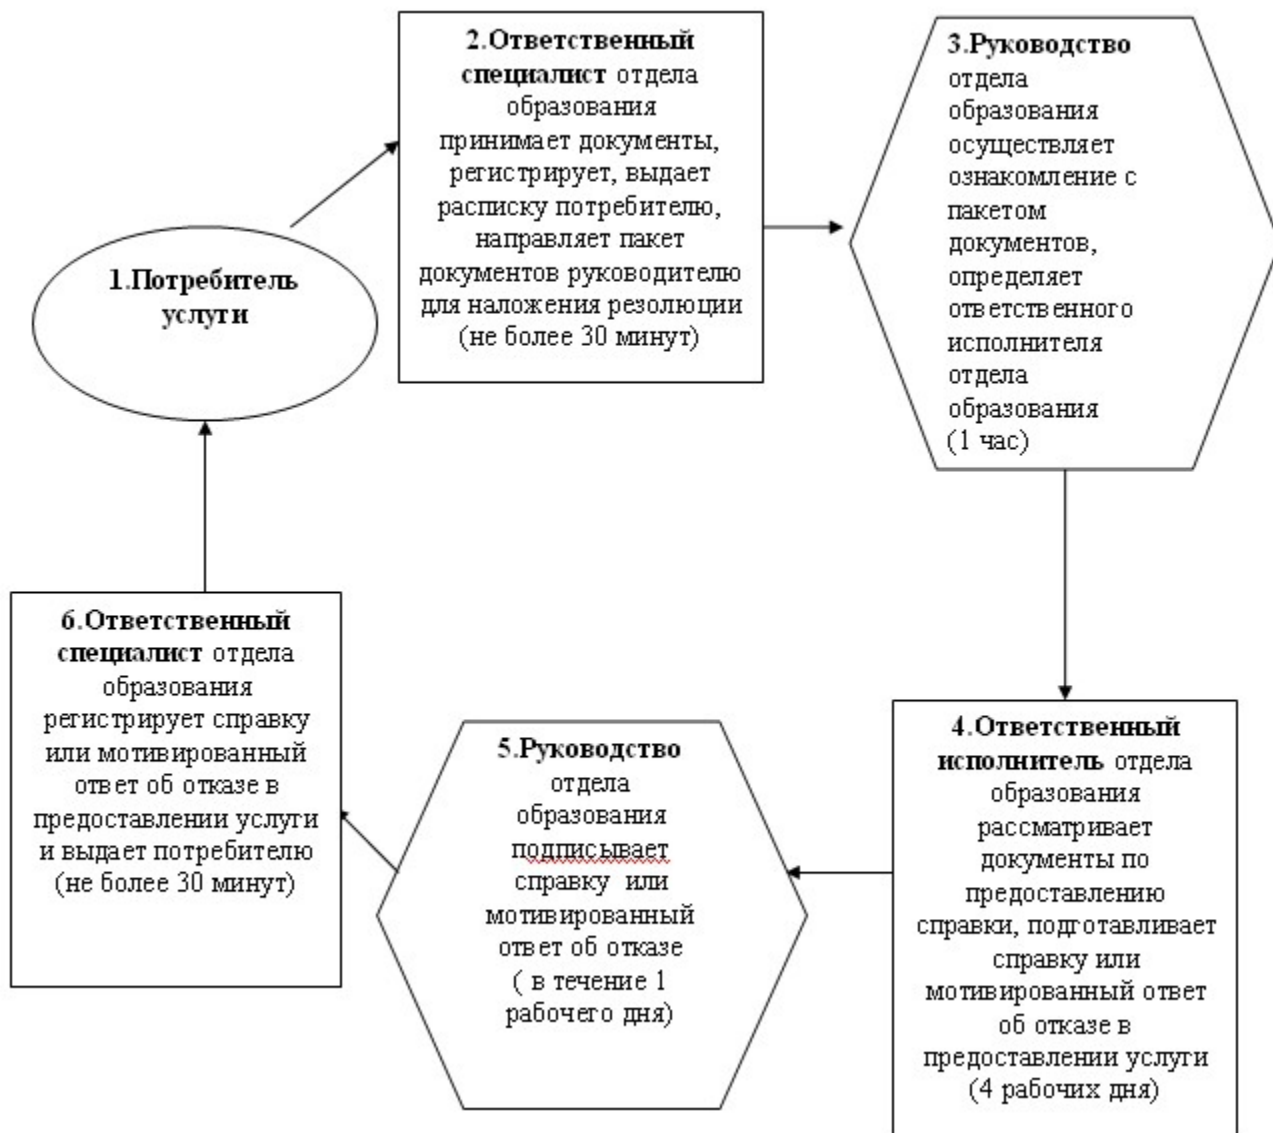 1.Потребитель
услуги
2.Ответственный
специалист отдела
образования
принимает документы,
регистрирует, выдает
расписку потребителю,
направляет пакет
документов руководителю
для наложения резолюции
(не более 30 минут)
3.Руководство
отдела
образования
осуществляет
ознакомление с
пакетом
документов,
определяет
ответственного
исполнителя
отдела
образования
(1 час)
4.Ответственный
исполнитель отдела
образования
рассматривает
документы по
предоставлению
справки, подготавливает
справку или
мотивированный ответ
об отказе в
предоставлении услуги
(4 рабочих дня)
5.Руководство
отдела
образования
подписывает
справку или
мотивированный
ответ об отказе
( в течение 1
рабочего дня)
6.Ответственный
специалист отдела
образования
регистрирует справку
или мотивированный
ответ об отказе в
предоставлении услуги
и выдает потребителю
(не более 30 минут)